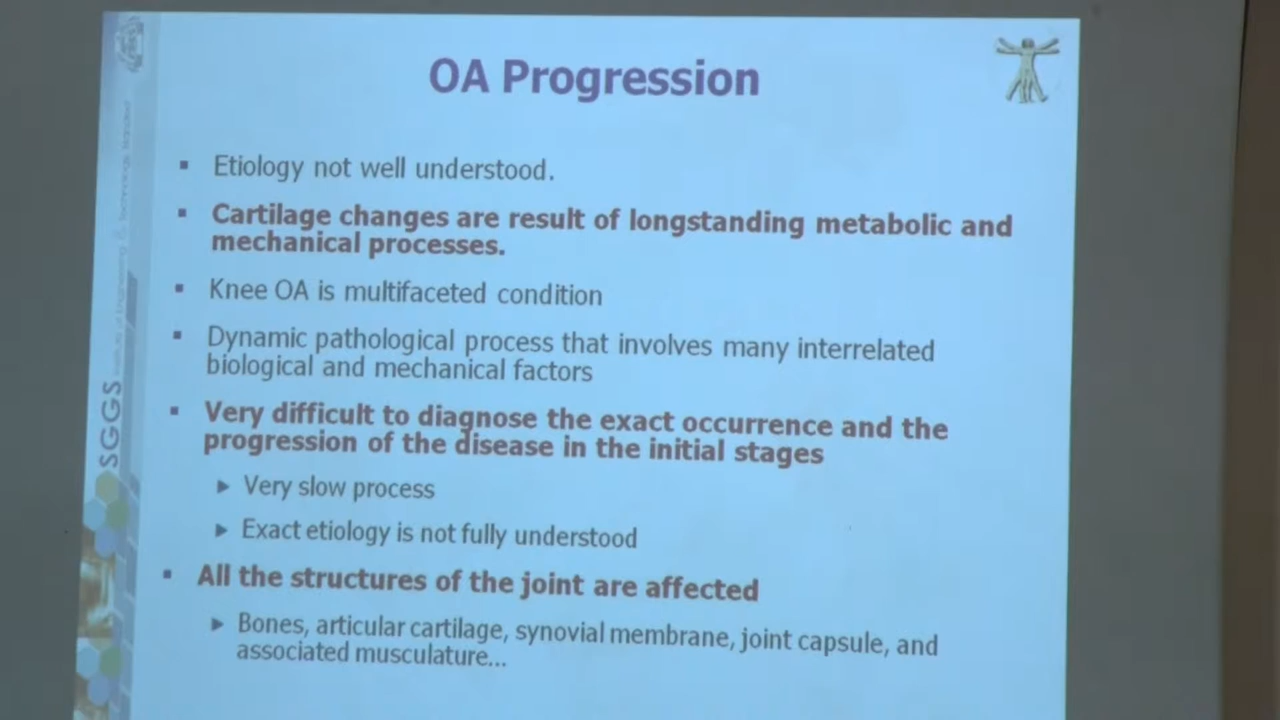 OA Progression
Etiology not well understood.
Cartilage changes are result of longstanding metabolic and
mechanical processes.
Knee OA is multifaceted condition
Dynamic pathological process that involves many interrelated
biological and mechanical factors
Very difficult to diagnose the exact occurrence and the
progression of the disease in the initial stages
Very slow process
Exact etiology is not fully understood
All the structures of the joint are affected
Bones, articular cartilage, synovial membrane, joint capsule, and
associated musculature...
SGGS